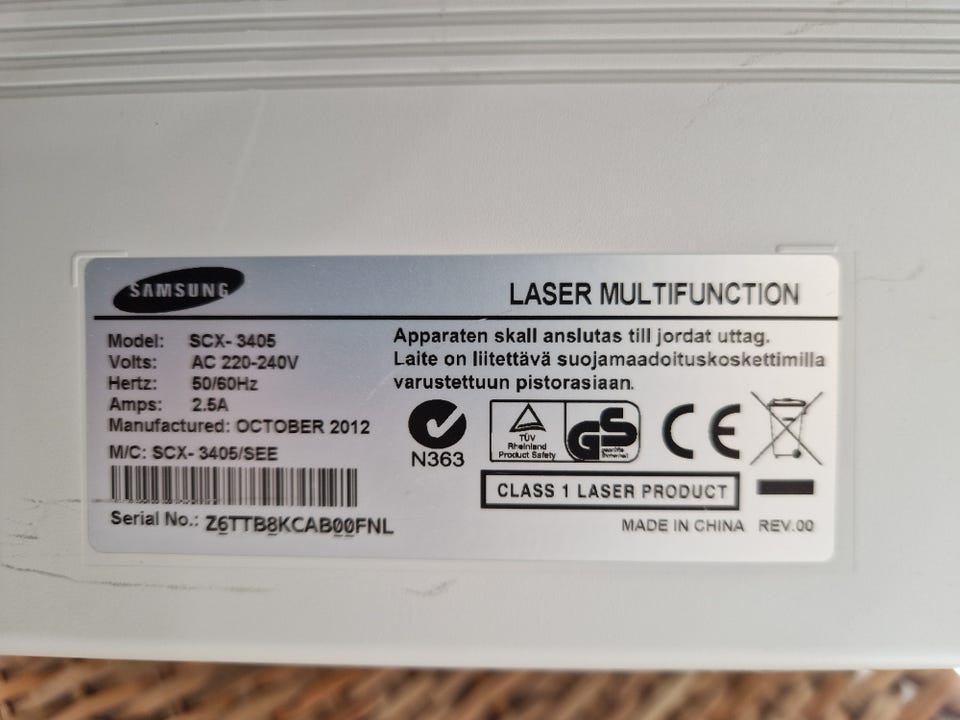 SAMSUNG
LASER MULTIFUNCTION
Model: SCX- 3405
Volts: AC 220-240V
Hertz: 50/60Hz
Amps: 2.5A
Manufactured: OCTOBER 2012
M/C: SCX- 3405/SEE
Serial No.: Z6TTB8KCAB00FNL
Apparaten skall anslutas till jordat uttag.
Laite on liitettävä suojamaadoituskoskettimilla
varustettuun pistorasiaan.
N363
TÜV
Rheinland
Product Safety
GS
geprüfte
Sicherheit
CE
CLASS 1 LASER PRODUCT
MADE IN CHINA REV.00